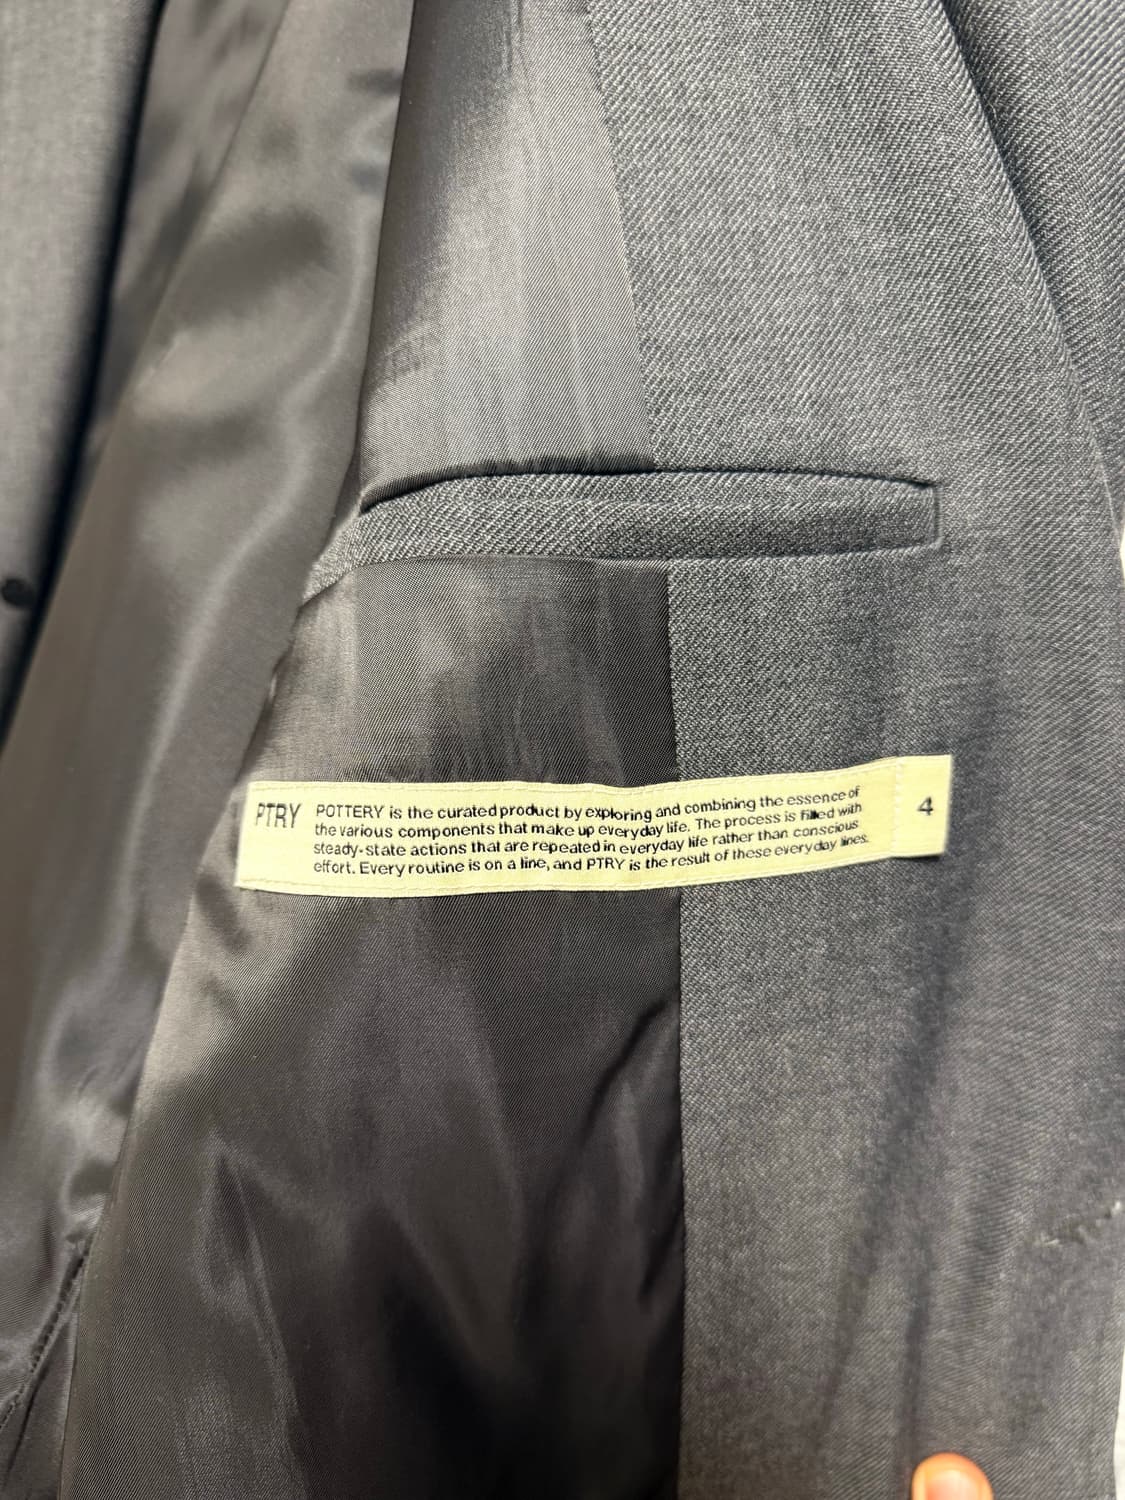 PTRY
POTTERY is the curated product by exploring and combining the essence of
the various components that make up everyday life. The process is filled with
steady-state actions that are repeated in everyday life rather than conscious
effort. Every routine is on a line, and PTRY is the result of these everyday lines.
4